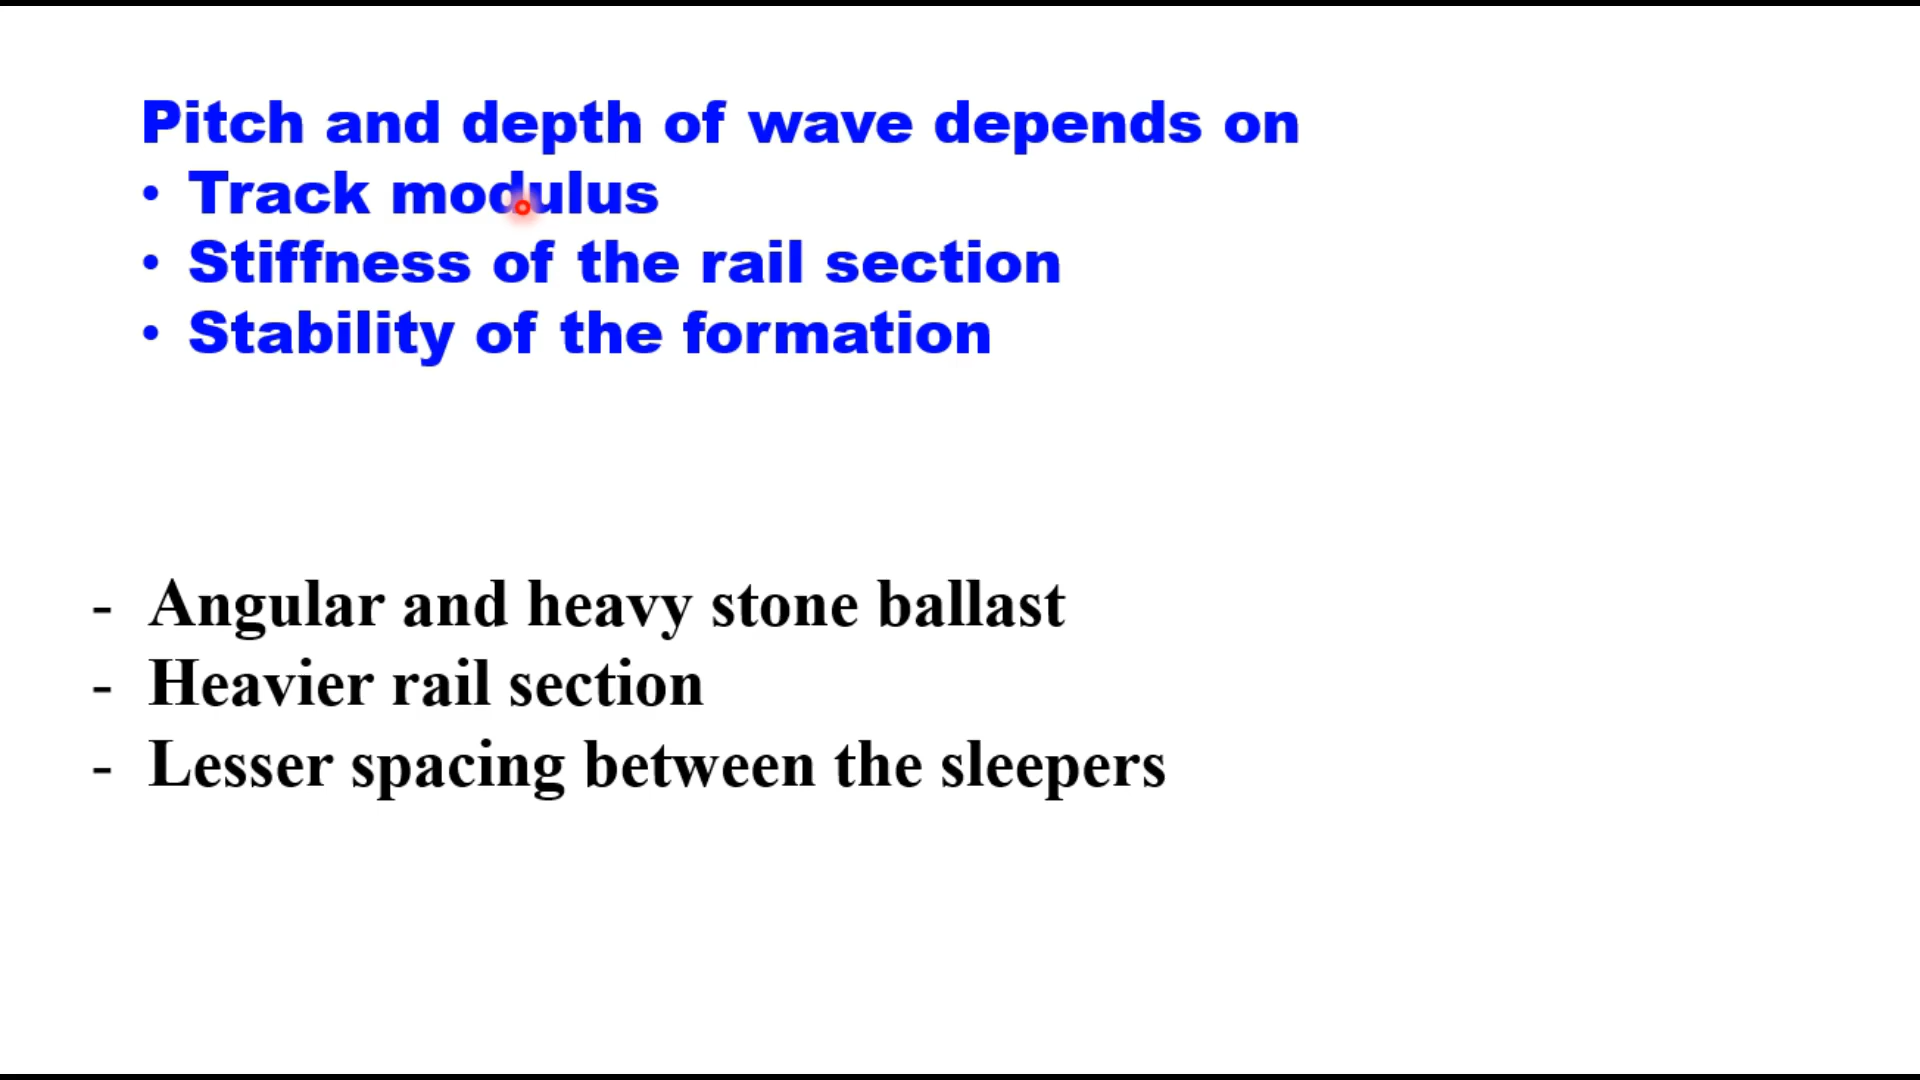 Pitch and depth of wave depends on
• Track modulus
• Stiffness of the rail section
• Stability of the formation
- Angular and heavy stone ballast
- Heavier rail section
- Lesser spacing between the sleepers